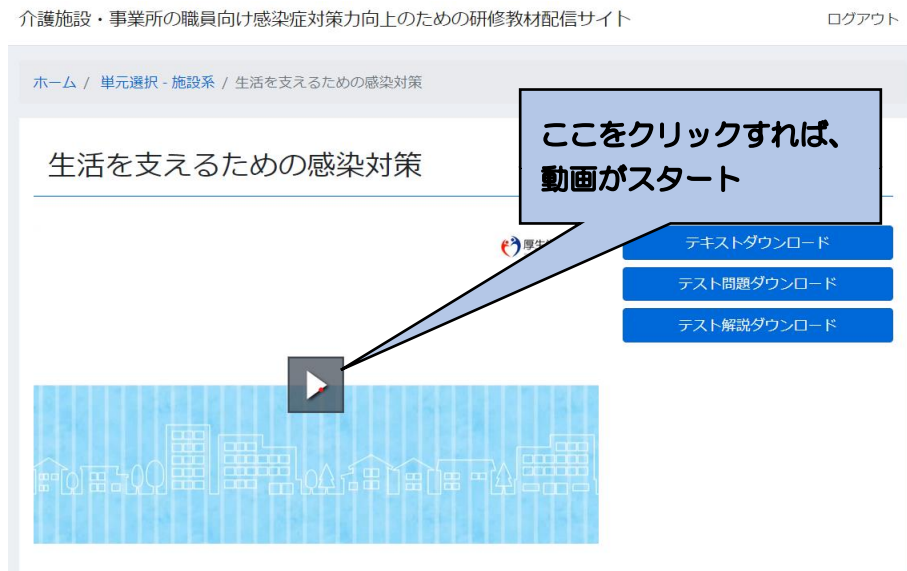 介護施設・事業所の職員向け感染症対策力向上のための研修教材配信サイト
ログアウト
ホーム / 単元選択 - 施設系 / 生活を支えるための感染対策
ここをクリックすれば、
動画がスタート
生活を支えるための感染対策
厚生
テキストダウンロード
テスト問題ダウンロード
テスト解説ダウンロード